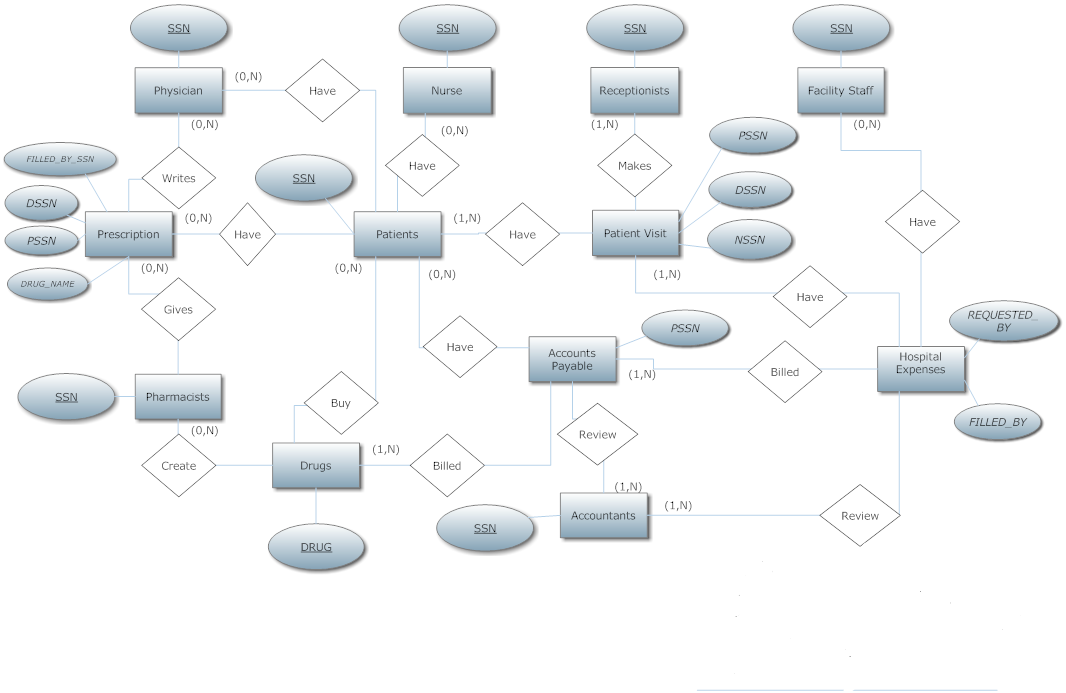 SSN
SSN
SSN
SSN
(0,N)
Physician
Have
Nurse
Receptionists
Facility Staff
(0,N)
(0,N)
(1,N)
(0,N)
PSSN
FILLED_BY_SSN
Writes
SSN
Have
Makes
DSSN
DSSN
PSSN
(0,N)
Prescription
Have
Patients
(1,N)
Have
Patient Visit
NSSN
Have
DRUG_NAME
(0,N)
(0,N)
(0,N)
(1,N)
Gives
Have
REQUESTED_
BY
PSSN
Have
Accounts
Payable
(1,N)
Billed
Hospital
Expenses
SSN
Pharmacists
Buy
FILLED_BY
(0,N)
Review
Create
Drugs
(1,N)
Billed
(1,N)
SSN
Accountants
(1,N)
Review
DRUG